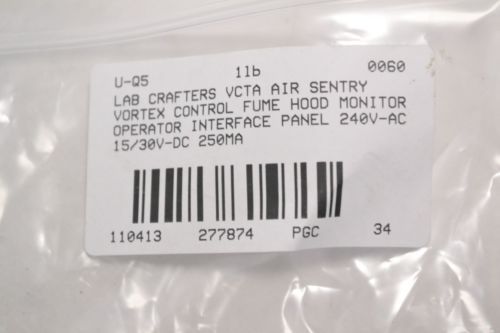 U-Q5 1lb 0060
LAB CRAFTERS VCTA AIR SENTRY
VORTEX CONTROL FUME HOOD MONITOR
OPERATOR INTERFACE PANEL 240V-AC
15/30V-DC 250MA
110413 277874 PGC 34